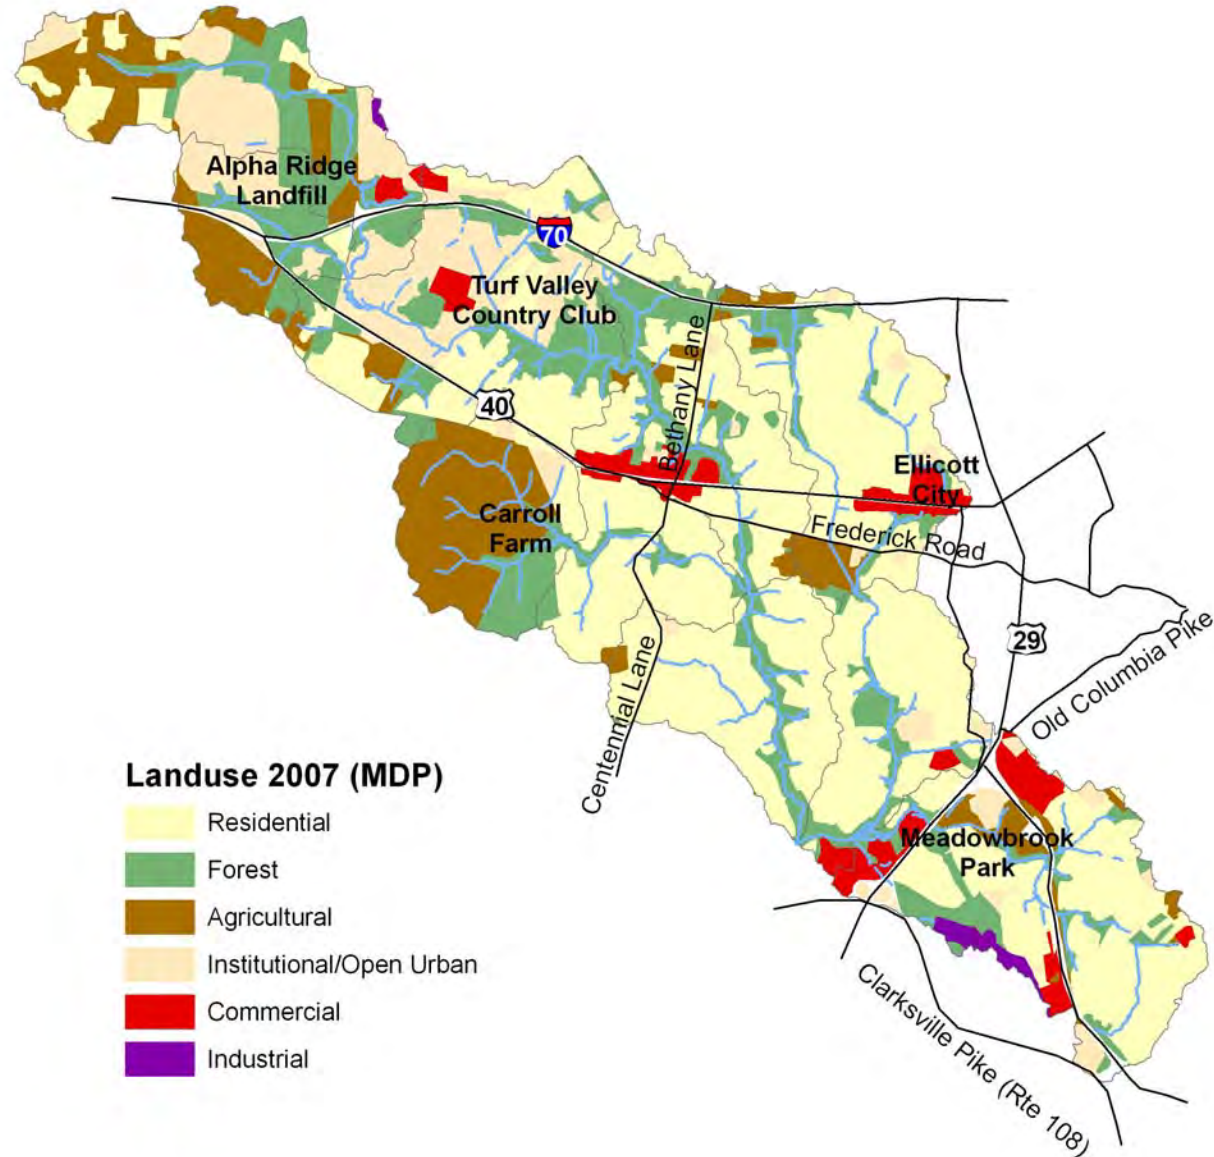 Alpha Ridge
Landfill
70
Turf Valley
Country Club
Bethany Lane
40
Ellicott
City
Carroll
Farm
Frederick Road
29
Old Columbia Pike
Centennial Lane
Landuse 2007 (MDP)
Residential
Forest
Agricultural
Institutional/Open Urban
Commercial
Industrial
Meadowbrook
Park
Clarksville Pike (Rte 108)